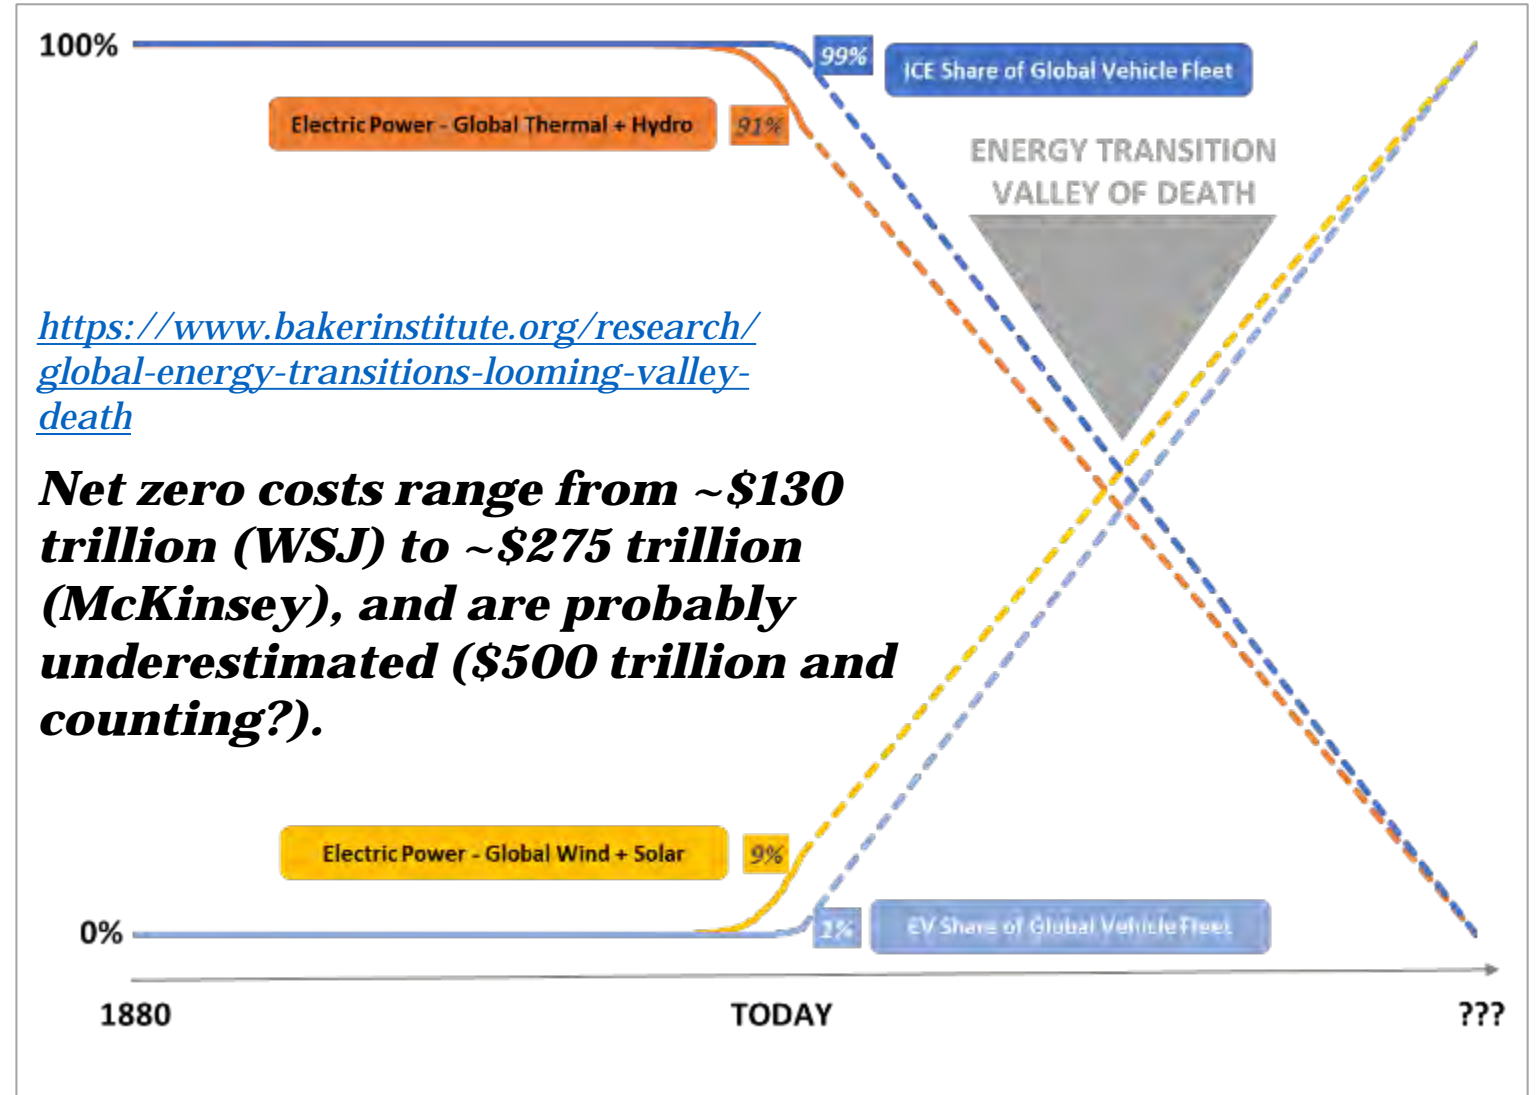 100%
99%
ICE Share of Global Vehicle Fleet
Electric Power - Global Thermal + Hydro
91%
ENERGY TRANSITION
VALLEY OF DEATH
https://www.bakerinstitute.org/research/
global-energy-transitions-looming-valley-
death
Net zero costs range from ~$130
trillion (WSJ) to ~$275 trillion
(McKinsey), and are probably
underestimated ($500 trillion and
counting?).
Electric Power - Global Wind + Solar
9%
0%
1%
EV Share of Global Vehicle Fleet
1880
TODAY
???